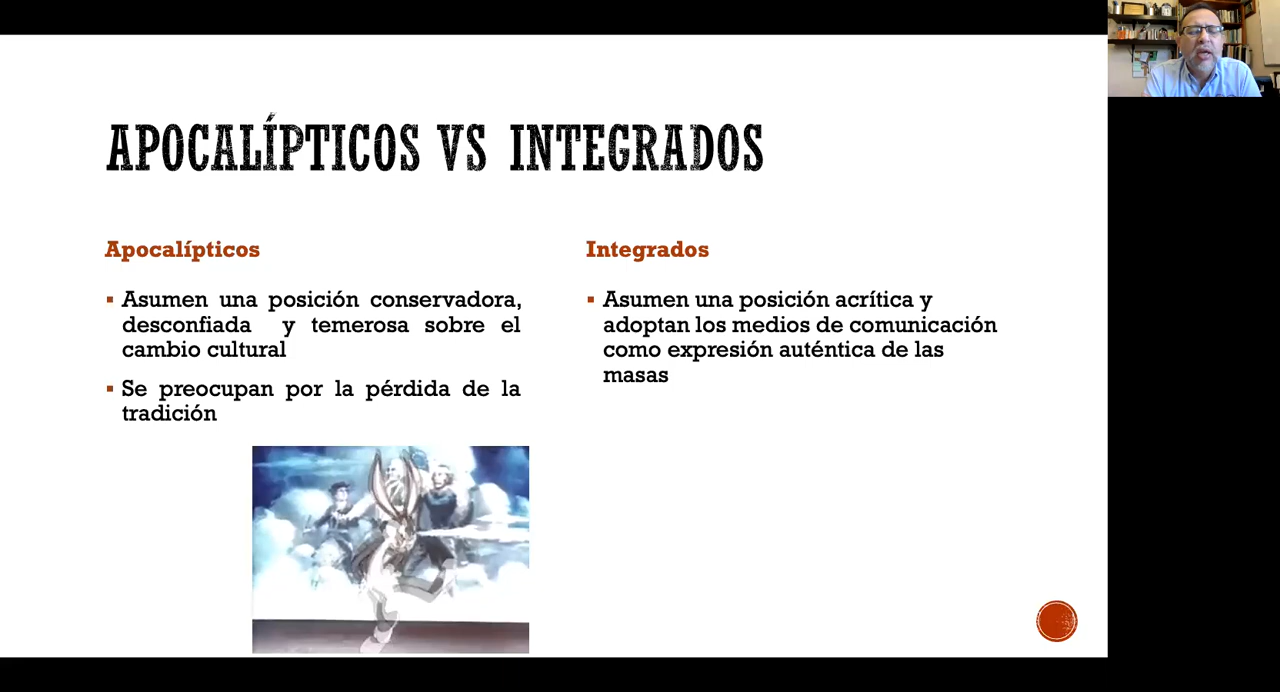 APOCALÍPTICOS VS INTEGRADOS
Apocalípticos
▪ Asumen una posición conservadora,
desconfiada y temerosa sobre el
cambio cultural
▪ Se preocupan por la pérdida de la
tradición
Integrados
▪ Asumen una posición acrítica y
adoptan los medios de comunicación
como expresión auténtica de las
masas